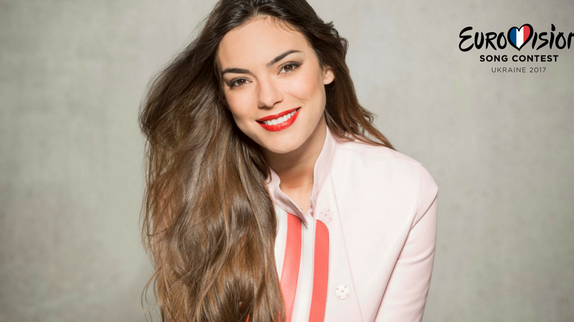 EUROVISION
SONG CONTEST
UKRAINE 2017